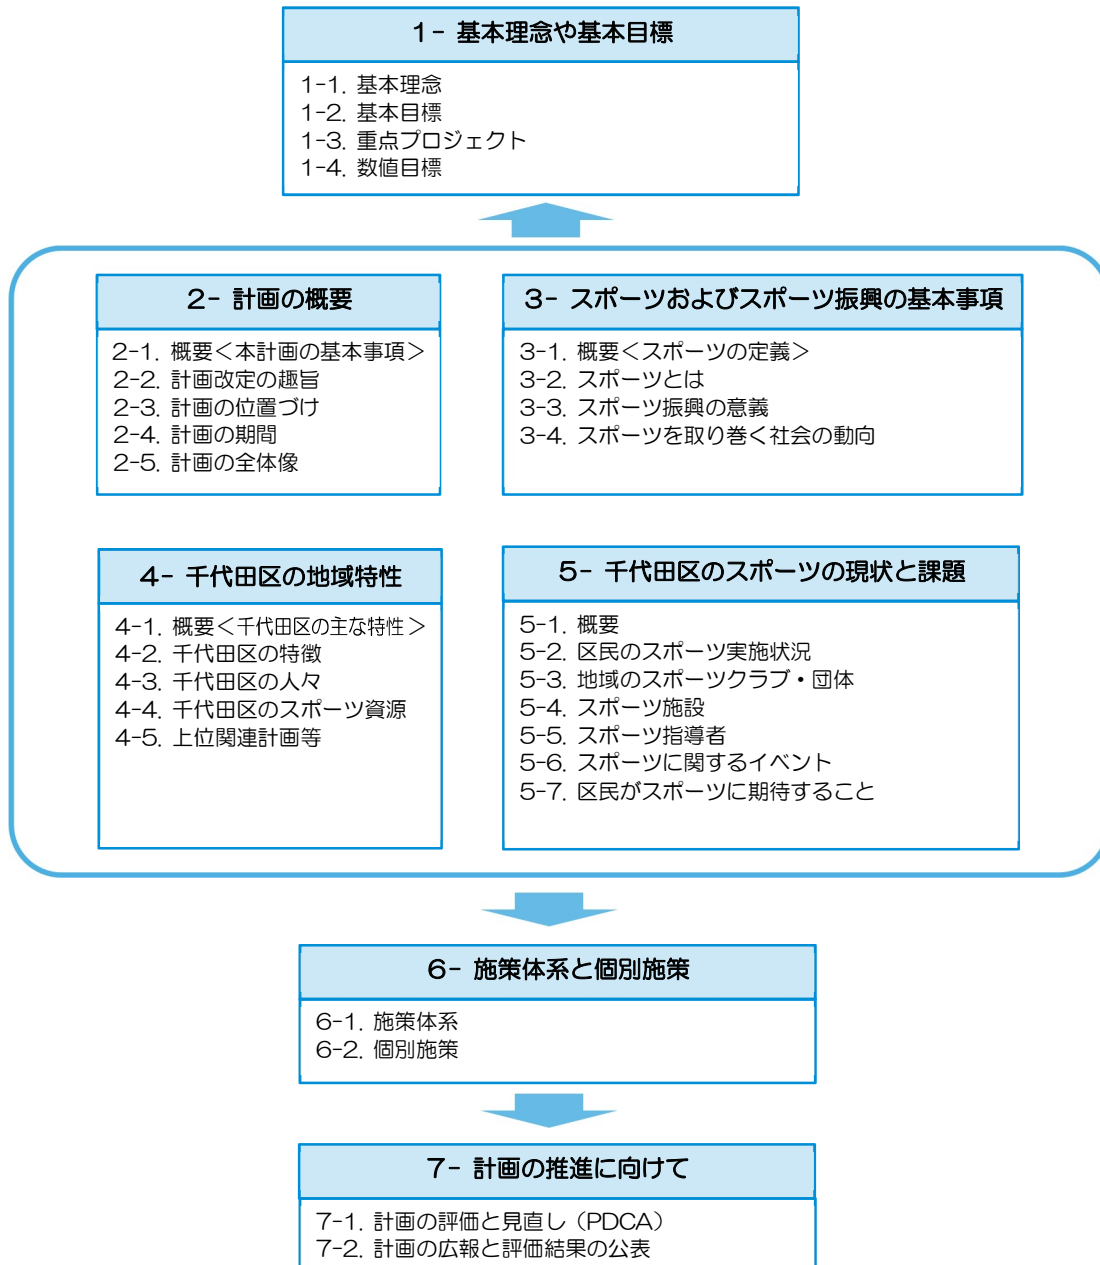 1- 基本理念や基本目標
1-1. 基本理念
1-2. 基本目標
1-3. 重点プロジェクト
1-4. 数値目標
2- 計画の概要
2-1. 概要＜本計画の基本事項＞
2-2. 計画改定の趣旨
2-3. 計画の位置づけ
2-4. 計画の期間
2-5. 計画の全体像
3- スポーツおよびスポーツ振興の基本事項
3-1. 概要＜スポーツの定義＞
3-2. スポーツとは
3-3. スポーツ振興の意義
3-4. スポーツを取り巻く社会の動向
4- 千代田区の地域特性
4-1. 概要＜千代田区の主な特性＞
4-2. 千代田区の特徴
4-3. 千代田区の人々
4-4. 千代田区のスポーツ資源
4-5. 上位関連計画等
5- 千代田区のスポーツの現状と課題
5-1. 概要
5-2. 区民のスポーツ実施状況
5-3. 地域のスポーツクラブ・団体
5-4. スポーツ施設
5-5. スポーツ指導者
5-6. スポーツに関するイベント
5-7. 区民がスポーツに期待すること
6- 施策体系と個別施策
6-1. 施策体系
6-2. 個別施策
7- 計画の推進に向けて
7-1. 計画の評価と見直し（PDCA）
7-2. 計画の広報と評価結果の公表